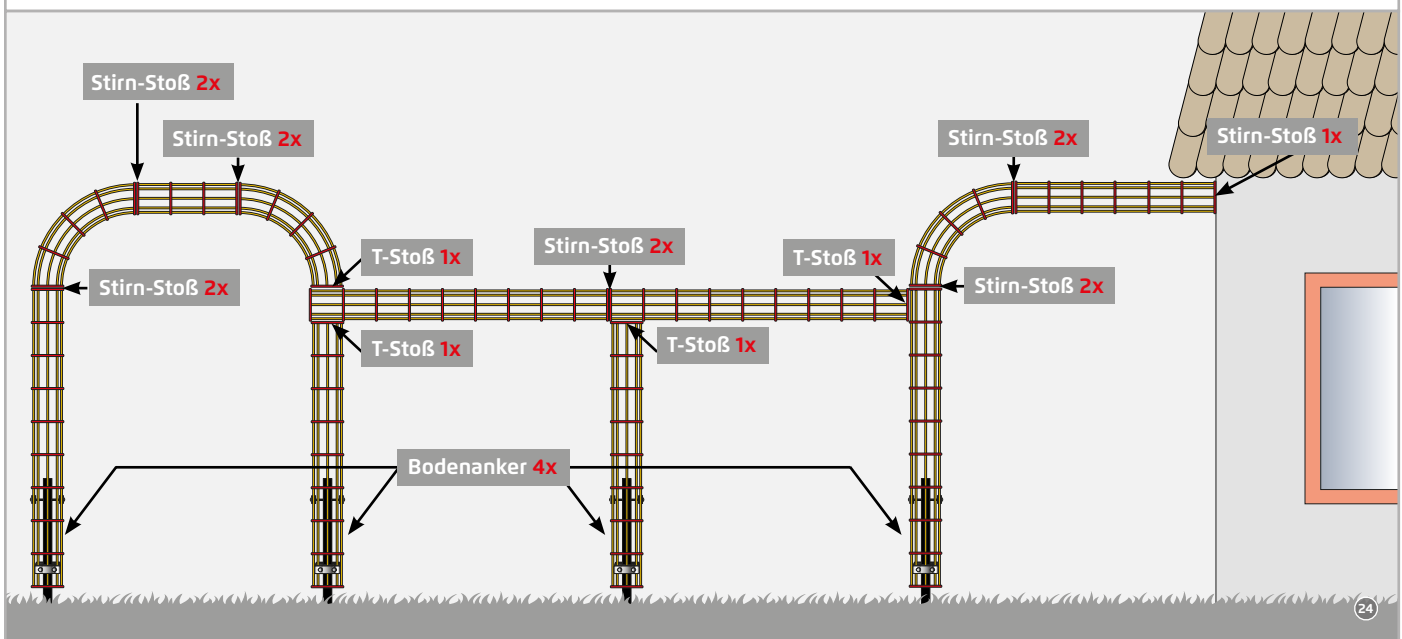 Stirn-Stoß 2x
Stirn-Stoß 2x
Stirn-Stoß 2x
Stirn-Stoß 1x
T-Stoß 1x
Stirn-Stoß 2x
T-Stoß 1x
Stirn-Stoß 2x
Stirn-Stoß 2x
T-Stoß 1x
T-Stoß 1x
Bodenanker 4x
24